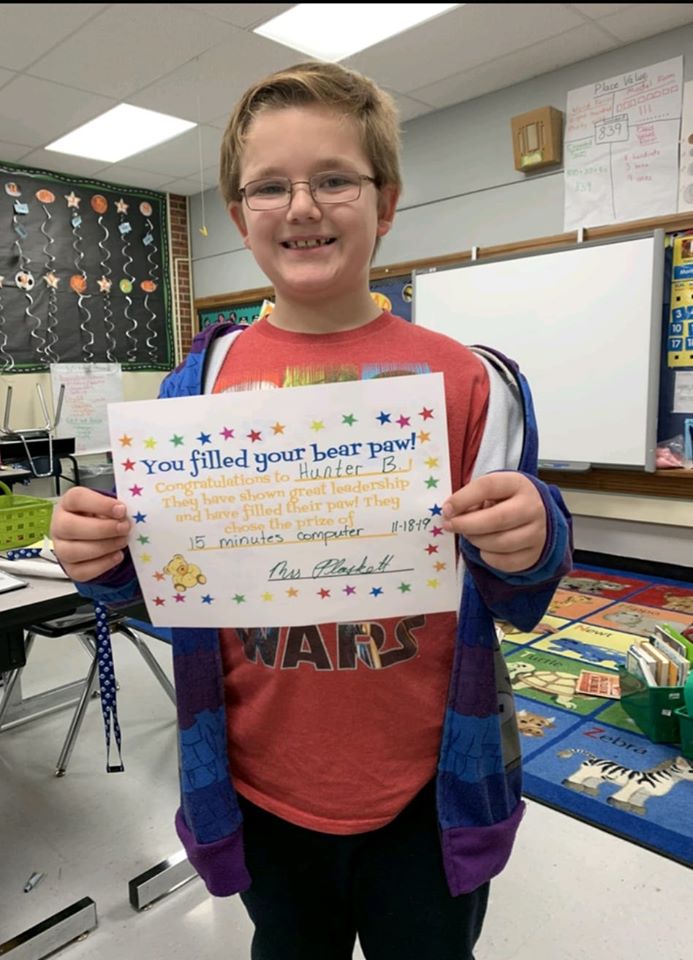 Place Value
839
You filled your bear paw!
Congratulations to Hunter B.
They have shown great leadership
and have filled their paw! They
chose the prize of
15 minutes computer 11-18-19
Mrs Plaskett
WARS
Newt
Turtle
Zebra